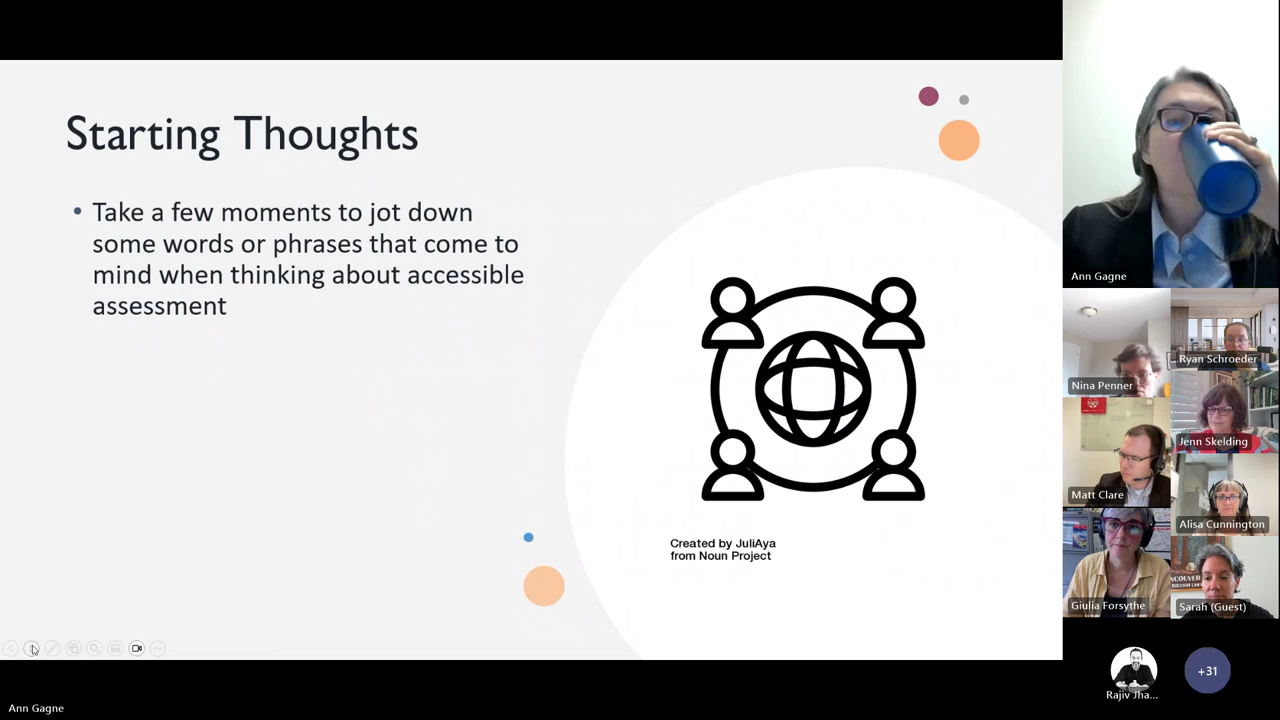 Starting Thoughts
• Take a few moments to jot down
some words or phrases that come to
mind when thinking about accessible
assessment
Created by JuliAya
from Noun Project
Ann Gagne
Nina Penner
Ryan Schroeder
Matt Clare
Jenn Skelding
Alisa Cunnington
Giulia Forsythe
Sarah (Guest)
Rajiv Jha...
+31
Ann Gagne